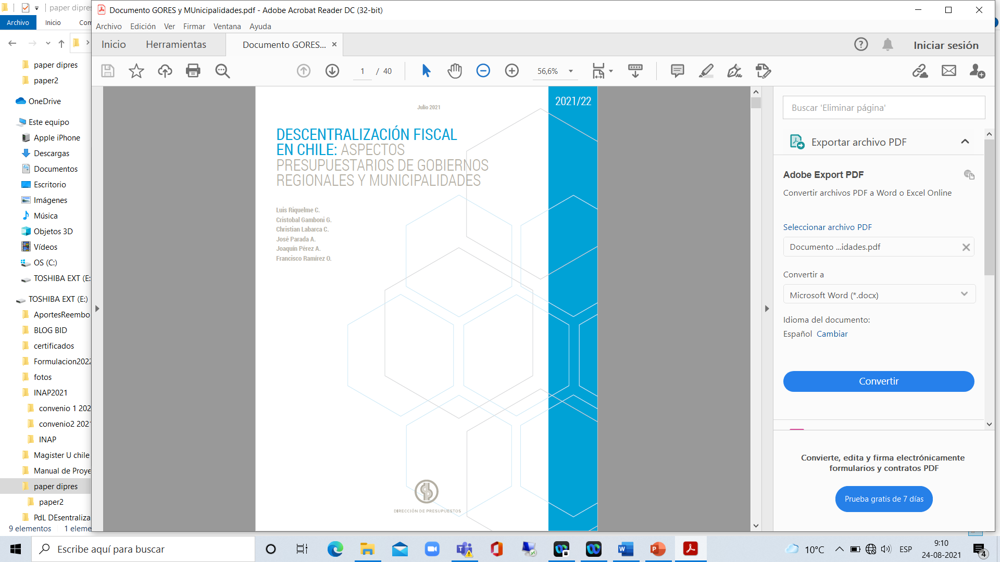 paper dipres
Documento GORES y MUnicipalidades.pdf - Adobe Acrobat Reader DC (32-bit)
Archivo
Inicio
Com
Archivo Edición Ver Firmar Ventana Ayuda
Inicio
Herramientas
Documento GORES...
Iniciar sesión
1 / 40
56,6%
paper dipres
paper2
OneDrive
Este equipo
Apple iPhone
Descargas
Documentos
Escritorio
Imágenes
Música
Objetos 3D
Vídeos
OS (C:)
TOSHIBA EXT (E:
TOSHIBA EXT (E:)
AportesReembo
BLOG BID
certificados
Formulacion2022
fotos
INAP2021
convenio 1 202
convenio2 2021
INAP
Magister U chile
Manual de Proye
paper dipres
paper2
PdL DEsentraliza
9 elementos
1 eleme
2021/22
Julio 2021
DESCENTRALIZACIÓN FISCAL
EN CHILE: ASPECTOS
PRESUPUESTARIOS DE GOBIERNOS
REGIONALES Y MUNICIPALIDADES
Luis Riquelme C.
Cristobal Gamboni G.
Christian Labarca C.
José Parada A.
Joaquín Pérez A.
Francisco Ramírez O.
DIRECCIÓN DE PRESUPUESTOS
Buscar 'Eliminar página'
Exportar archivo PDF
Adobe Export PDF
Convertir archivos PDF a Word o Excel Online
Seleccionar archivo PDF
Documento ...idades.pdf
Convertir a
Microsoft Word (*.docx)
Idioma del documento:
Español Cambiar
Convertir
Convierte, edita y firma electrónicamente
formularios y contratos PDF
Prueba gratis de 7 días
Escribe aquí para buscar
10°C
ESP
9:10
24-08-2021
4